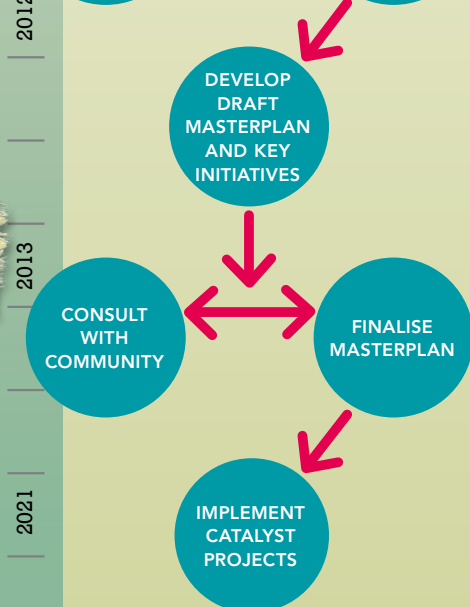 2012
DEVELOP
DRAFT
MASTERPLAN
AND KEY
INITIATIVES
2013
CONSULT
WITH
COMMUNITY
FINALISE
MASTERPLAN
2021
IMPLEMENT
CATALYST
PROJECTS